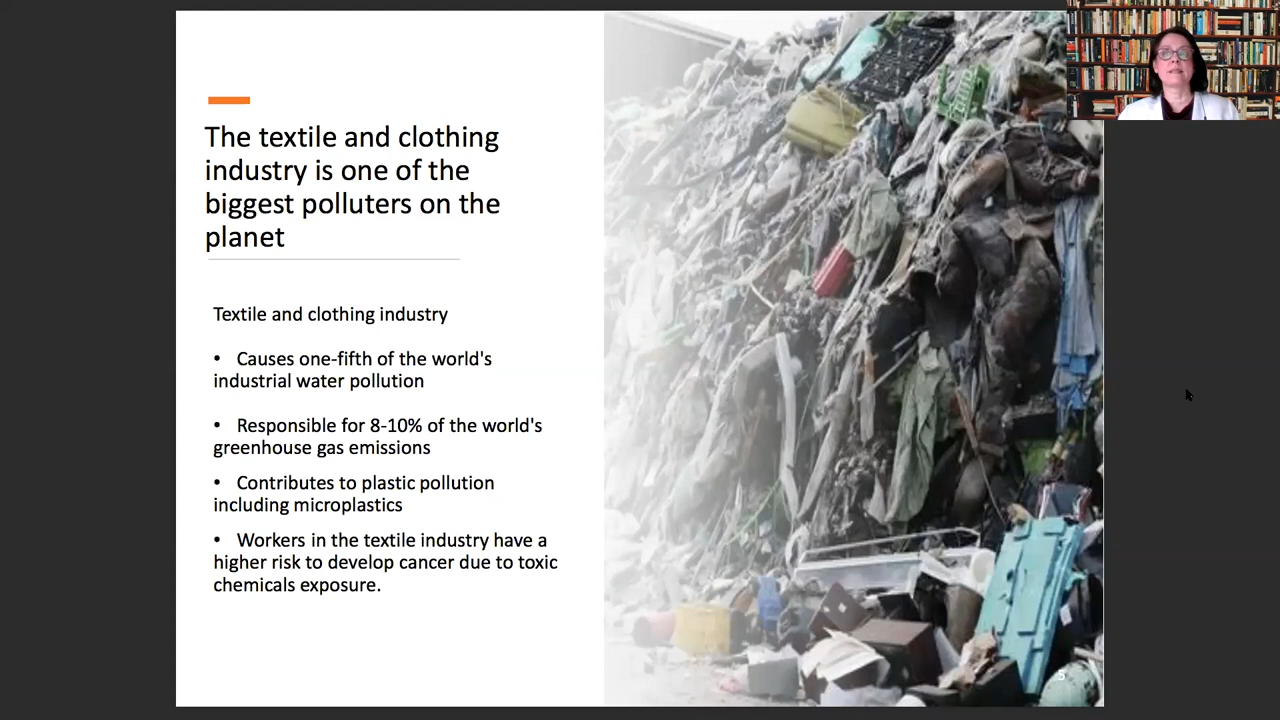 The textile and clothing
industry is one of the
biggest polluters on the
planet
Textile and clothing industry
• Causes one-fifth of the world's
industrial water pollution
• Responsible for 8-10% of the world's
greenhouse gas emissions
• Contributes to plastic pollution
including microplastics
• Workers in the textile industry have a
higher risk to develop cancer due to toxic
chemicals exposure.
5